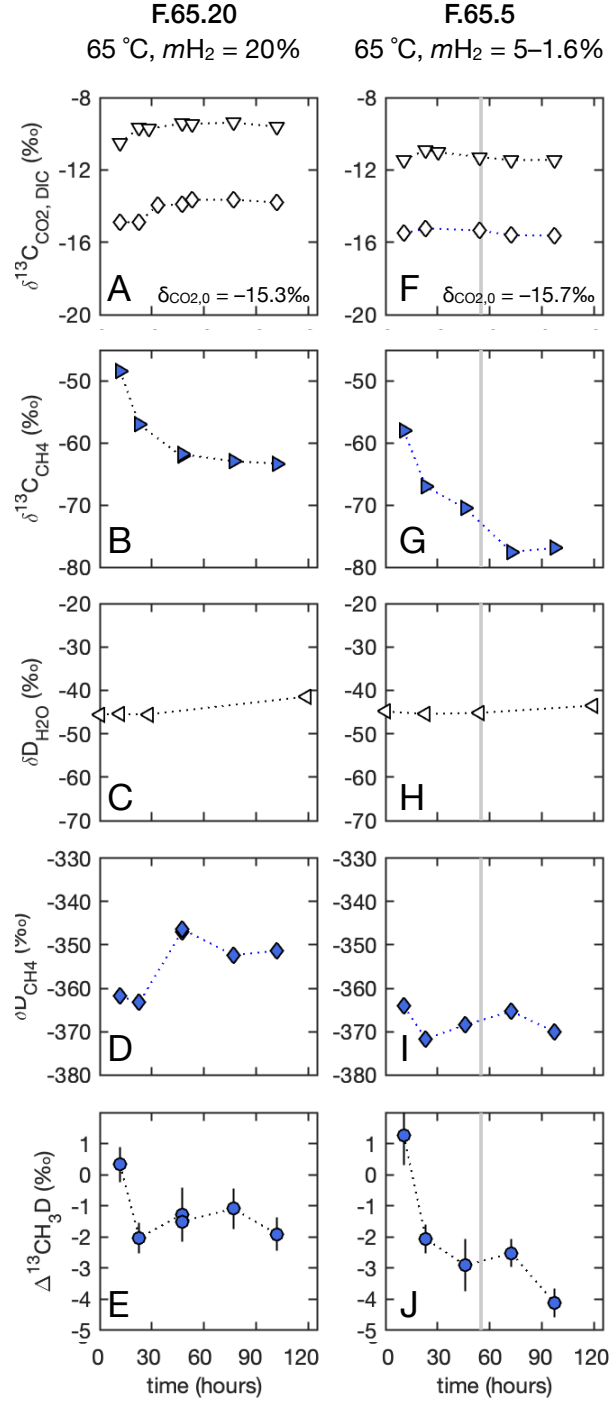 F.65.20 F.65.5
65 °C, mH₂ = 20% 65 °C, mH₂ = 5–1.6%
δ¹³C_CO2, DIC (‰)
-8 -8
-12 -12
-16 -16
-20 -20
A δCO2,0 = −15.3‰ F δCO2,0 = −15.7‰
δ¹³C_CH4 (‰)
-50 -50
-60 -60
-70 -70
-80 -80
B G
δD_H2O (‰)
-20 -20
-30 -30
-40 -40
-50 -50
-60 -60
-70 -70
C H
δD_CH4 (‰)
-330 -330
-340 -340
-350 -350
-360 -360
-370 -370
-380 -380
D I
Δ¹³CH₃D (‰)
1 1
0 0
-1 -1
-2 -2
-3 -3
-4 -4
-5 -5
E J
0 30 60 90 120 0 30 60 90 120
time (hours) time (hours)